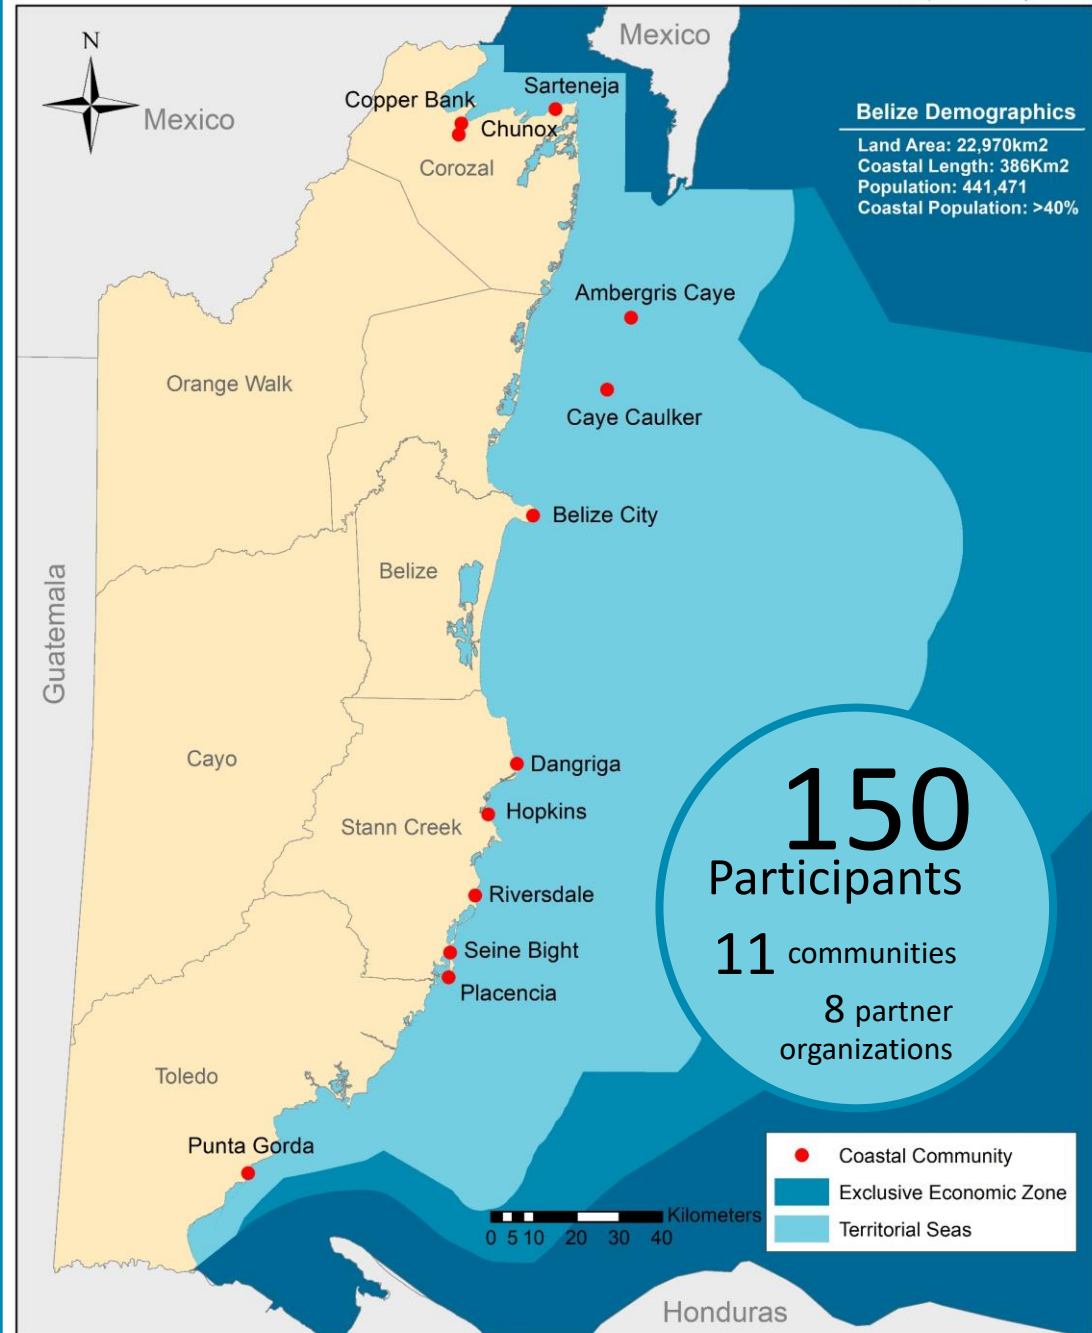 Mexico
N
Mexico
Sarteneja
Copper Bank
Chunox
Corozal
Belize Demographics
Land Area: 22,970km2
Coastal Length: 386Km2
Population: 441,471
Coastal Population: >40%
Ambergris Caye
Orange Walk
Caye Caulker
Belize City
Guatemala
Belize
Cayo
Dangriga
Hopkins
Stann Creek
Riversdale
Seine Bight
Placencia
150
Participants
11 communities
8 partner
organizations
Toledo
Punta Gorda
Coastal Community
Exclusive Economic Zone
Territorial Seas
Kilometers
0 5 10 20 30 40
Honduras